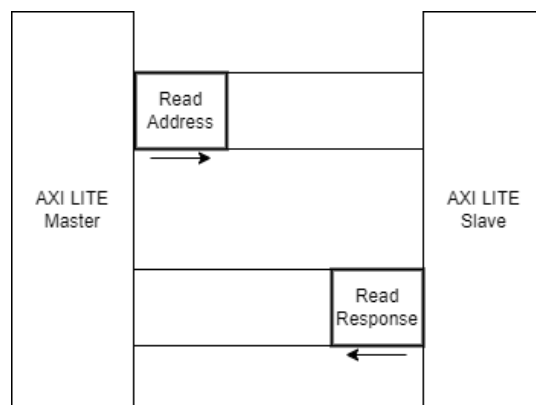 Read
Address
AXI LITE
Master
AXI LITE
Slave
Read
Response